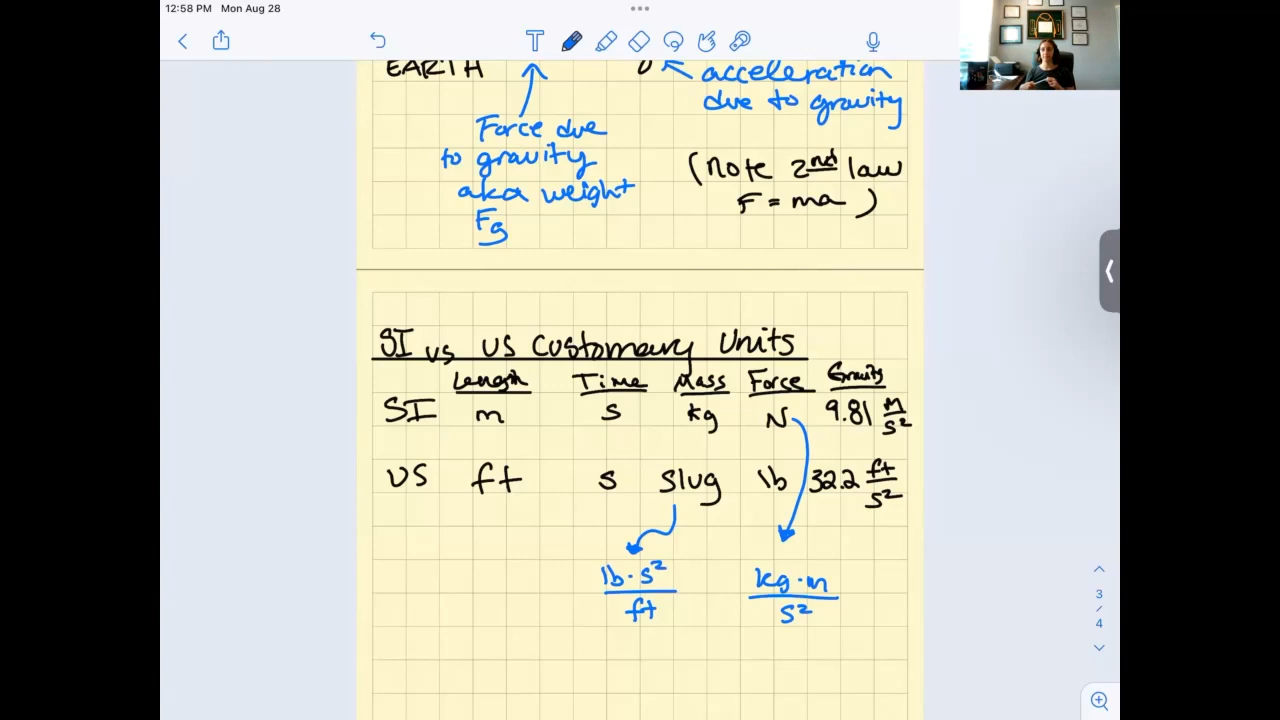 12:58 PM Mon Aug 28
EARTH
acceleration
due to gravity
Force due
to gravity
aka weight
Fg
(Note 2nd law
F = ma )
SI vs US Customary Units
Length Time Mass Force Gravity
SI m s kg N 9.81 m/s²
US ft s slug lb 32.2 ft/s²
lb·s²/ft kg·m/s²
3
/
4